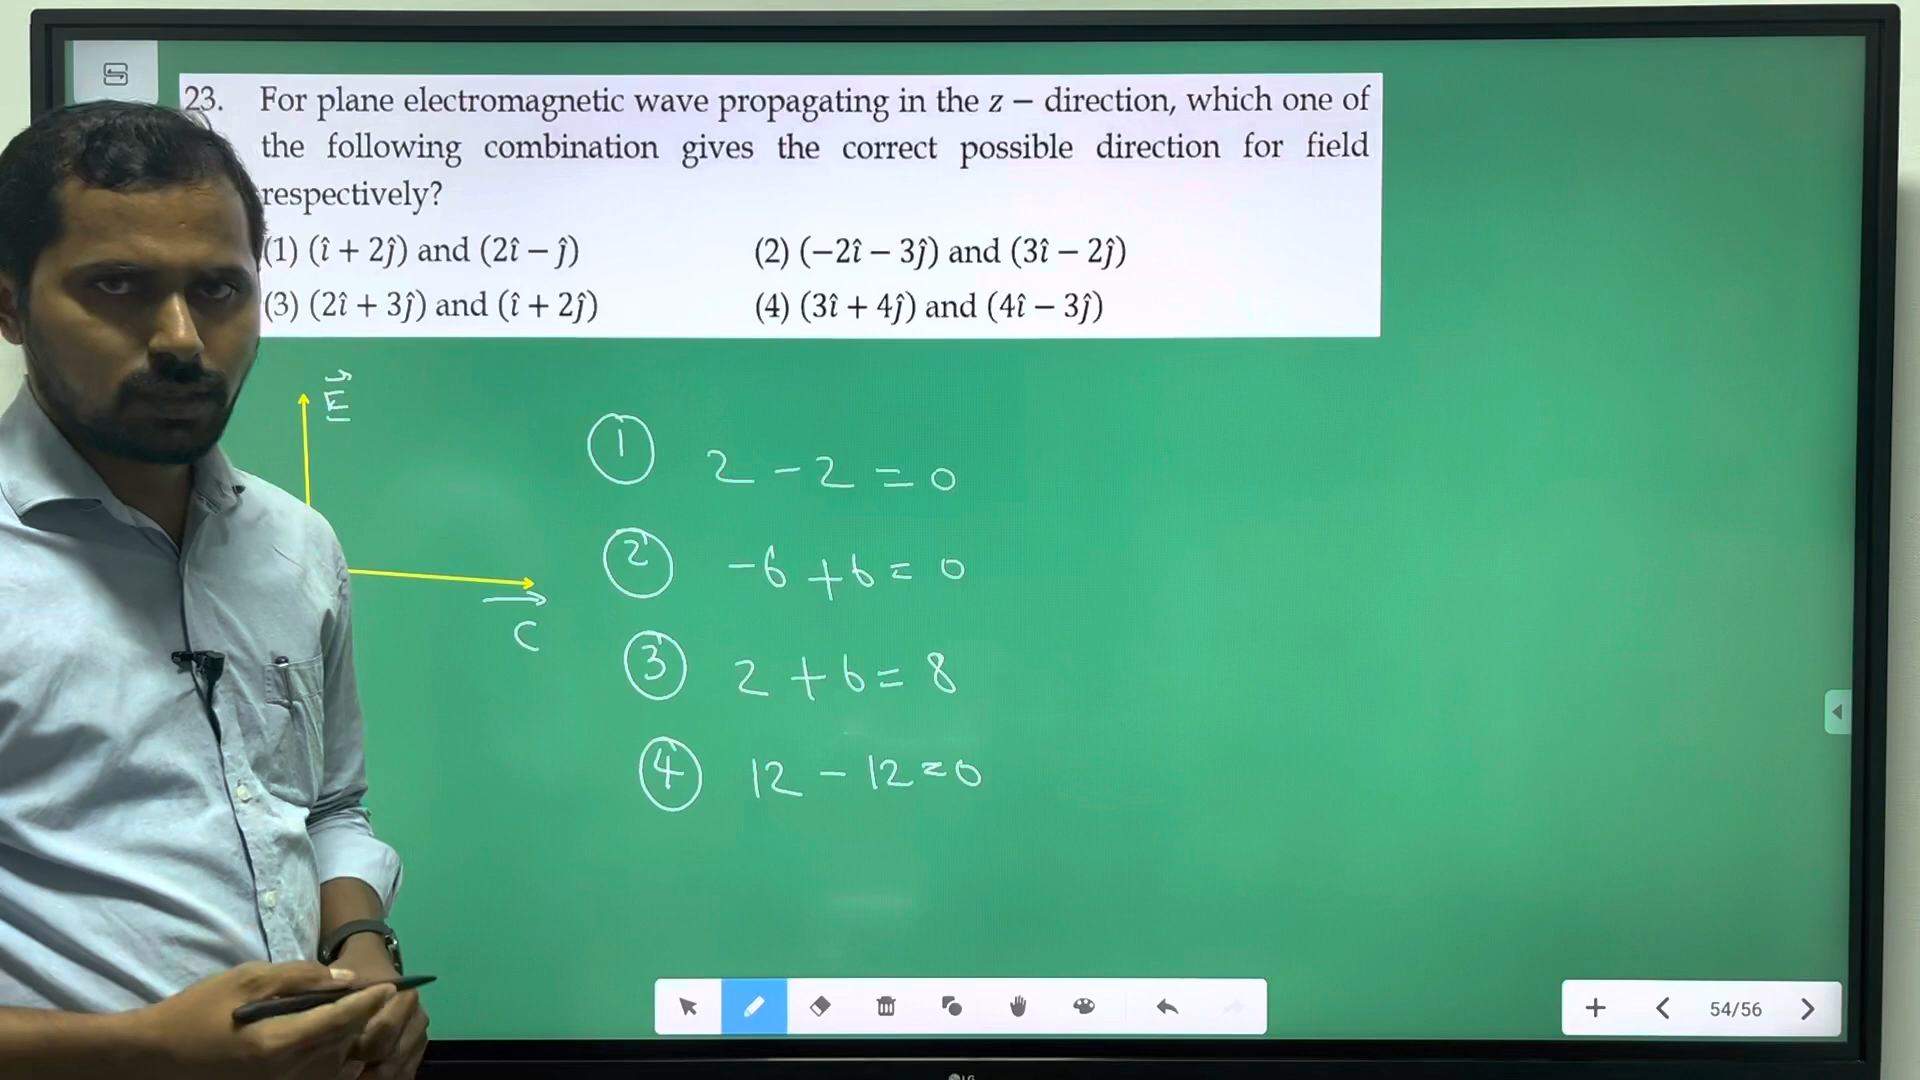 23. For plane electromagnetic wave propagating in the z − direction, which one of
the following combination gives the correct possible direction for field
respectively?
(1) (î + 2ĵ) and (2î − ĵ) (2) (−2î − 3ĵ) and (3î − 2ĵ)
(3) (2î + 3ĵ) and (î + 2ĵ) (4) (3î + 4ĵ) and (4î − 3ĵ)
E⃗
① 2 − 2 = 0
② −6 + 6 = 0
C⃗
③ 2 + 6 = 8
④ 12 − 12 = 0
54/56
LG